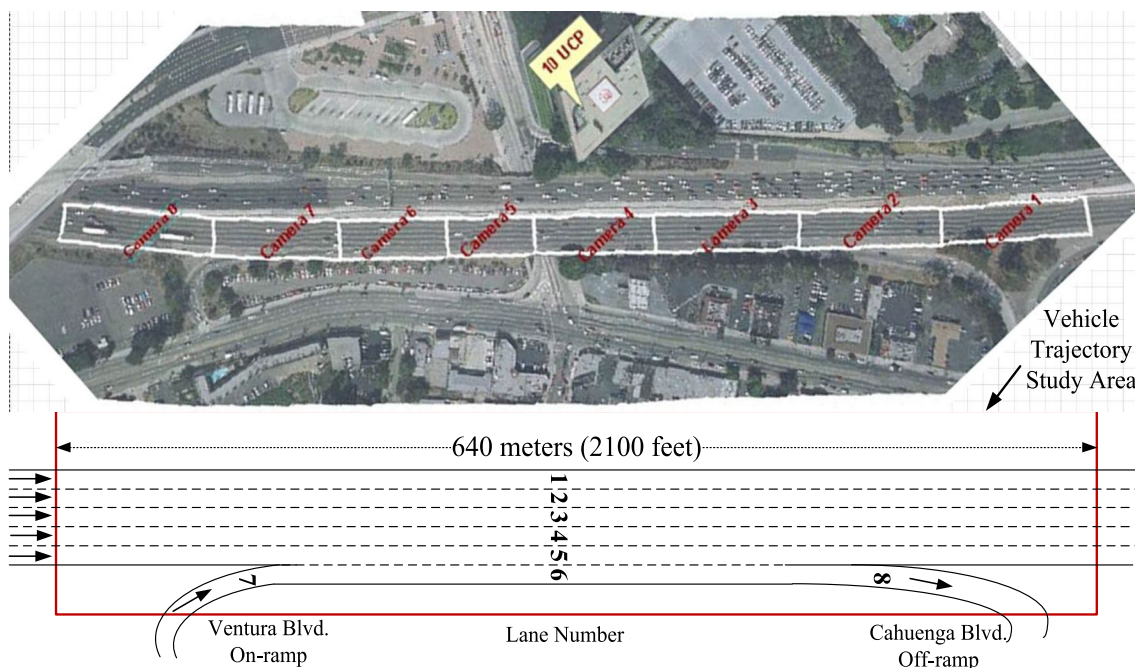 10 UCP
Camera 8
Camera 7
Camera 6
Camera 5
Camera 4
Camera 3
Camera 2
Camera 1
Vehicle
Trajectory
Study Area
640 meters (2100 feet)
1
2
3
4
5
6
7
8
Ventura Blvd.
On-ramp
Lane Number
Cahuenga Blvd.
Off-ramp